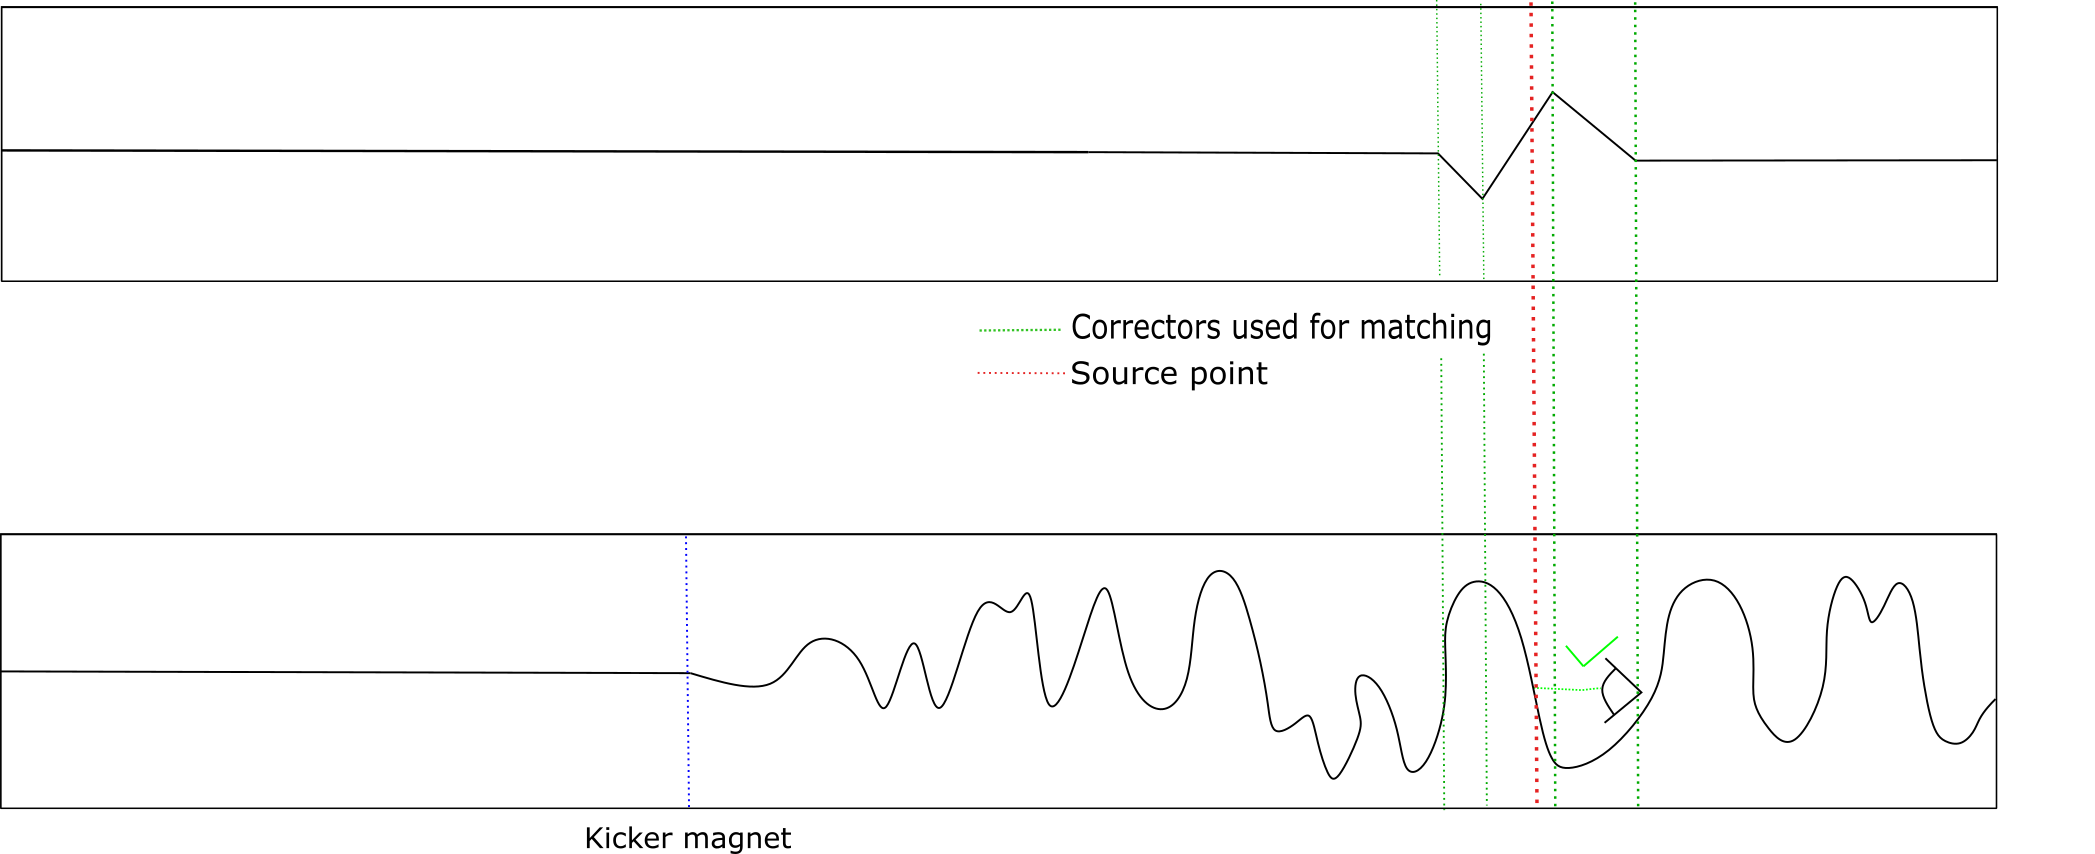 Correctors used for matching
Source point
Kicker magnet